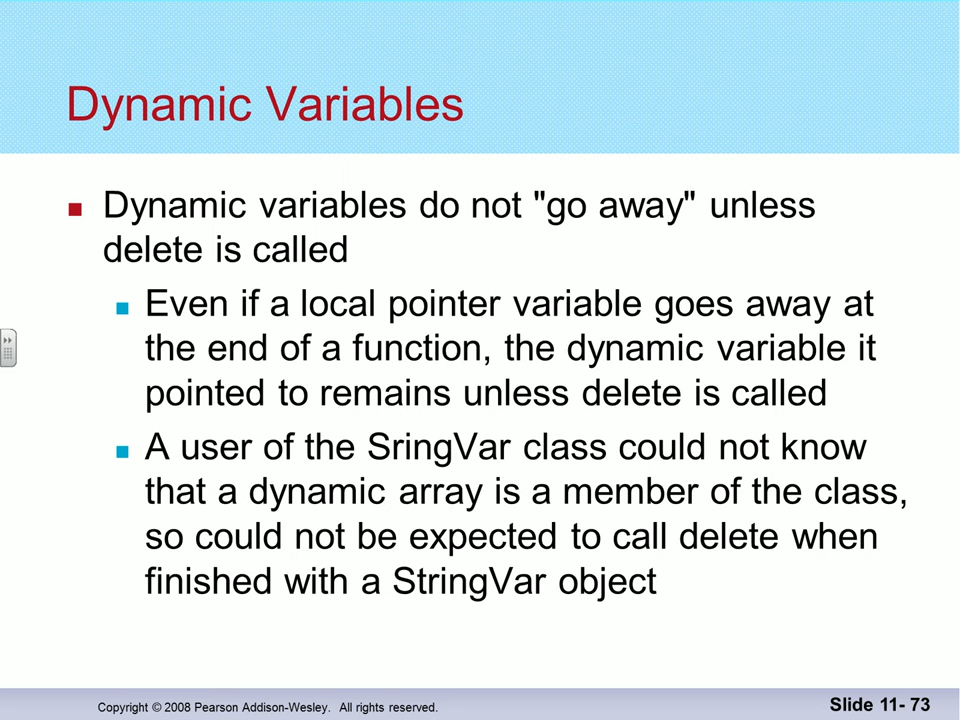 Dynamic Variables
Dynamic variables do not "go away" unless
delete is called
Even if a local pointer variable goes away at
the end of a function, the dynamic variable it
pointed to remains unless delete is called
A user of the SringVar class could not know
that a dynamic array is a member of the class,
so could not be expected to call delete when
finished with a StringVar object
Copyright © 2008 Pearson Addison-Wesley. All rights reserved.
Slide 11- 73